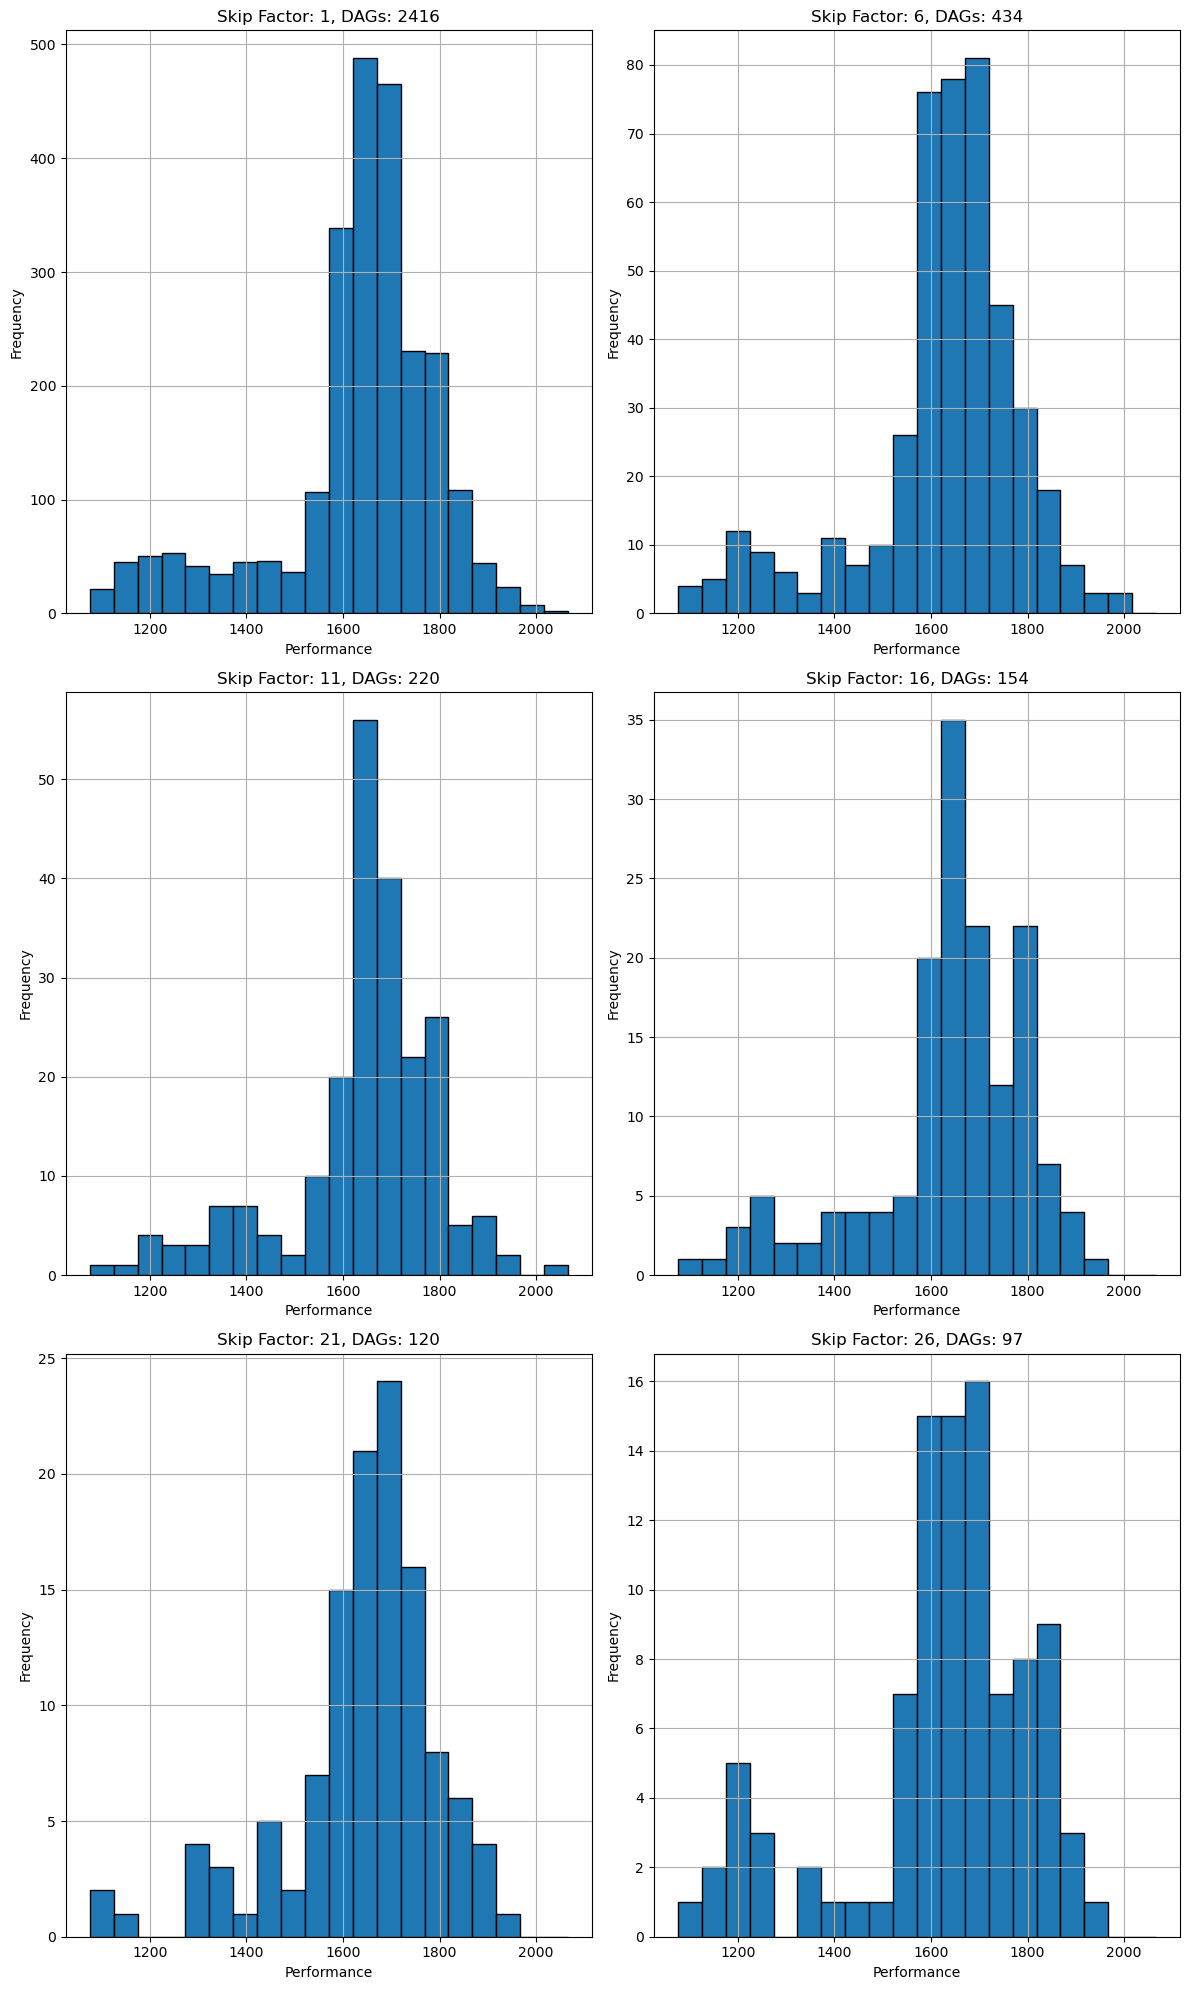 Skip Factor: 1, DAGs: 2416
500
400
300
200
100
0
Frequency
1200 1400 1600 1800 2000
Performance
Skip Factor: 6, DAGs: 434
80
70
60
50
40
30
20
10
0
Frequency
1200 1400 1600 1800 2000
Performance
Skip Factor: 11, DAGs: 220
50
40
30
20
10
0
Frequency
1200 1400 1600 1800 2000
Performance
Skip Factor: 16, DAGs: 154
35
30
25
20
15
10
5
0
Frequency
1200 1400 1600 1800 2000
Performance
Skip Factor: 21, DAGs: 120
25
20
15
10
5
0
Frequency
1200 1400 1600 1800 2000
Performance
Skip Factor: 26, DAGs: 97
16
14
12
10
8
6
4
2
0
Frequency
1200 1400 1600 1800 2000
Performance